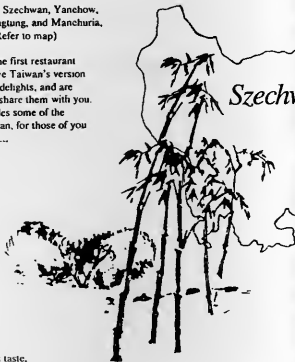 Szechwan, Yanchow,
gtung, and Manchuria,
Refer to map)
e first restaurant
e Taiwan's version
delights, and are
share them with you.
es some of the
an, for those of you
...
Szechw
taste,